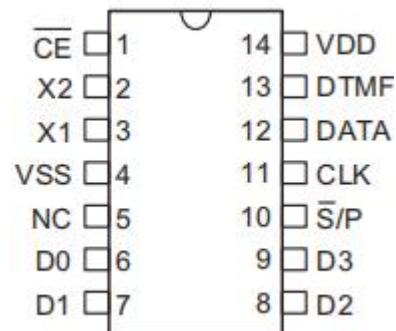 C̅E̅ 1 14 VDD
X2 2 13 DTMF
X1 3 12 DATA
VSS 4 11 CLK
NC 5 10 S̅/P
D0 6 9 D3
D1 7 8 D2